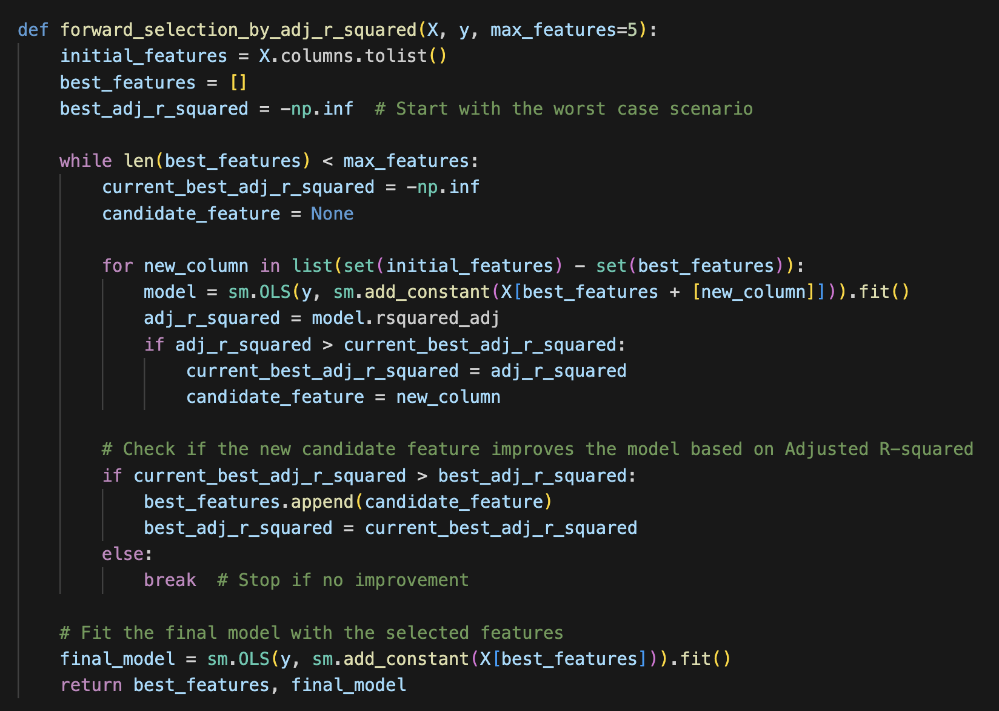 def forward_selection_by_adj_r_squared(X, y, max_features=5):
    initial_features = X.columns.tolist()
    best_features = []
    best_adj_r_squared = -np.inf  # Start with the worst case scenario

    while len(best_features) < max_features:
        current_best_adj_r_squared = -np.inf
        candidate_feature = None

        for new_column in list(set(initial_features) - set(best_features)):
            model = sm.OLS(y, sm.add_constant(X[best_features + [new_column]])).fit()
            adj_r_squared = model.rsquared_adj
            if adj_r_squared > current_best_adj_r_squared:
                current_best_adj_r_squared = adj_r_squared
                candidate_feature = new_column

        # Check if the new candidate feature improves the model based on Adjusted R-squared
        if current_best_adj_r_squared > best_adj_r_squared:
            best_features.append(candidate_feature)
            best_adj_r_squared = current_best_adj_r_squared
        else:
            break  # Stop if no improvement

    # Fit the final model with the selected features
    final_model = sm.OLS(y, sm.add_constant(X[best_features])).fit()
    return best_features, final_model